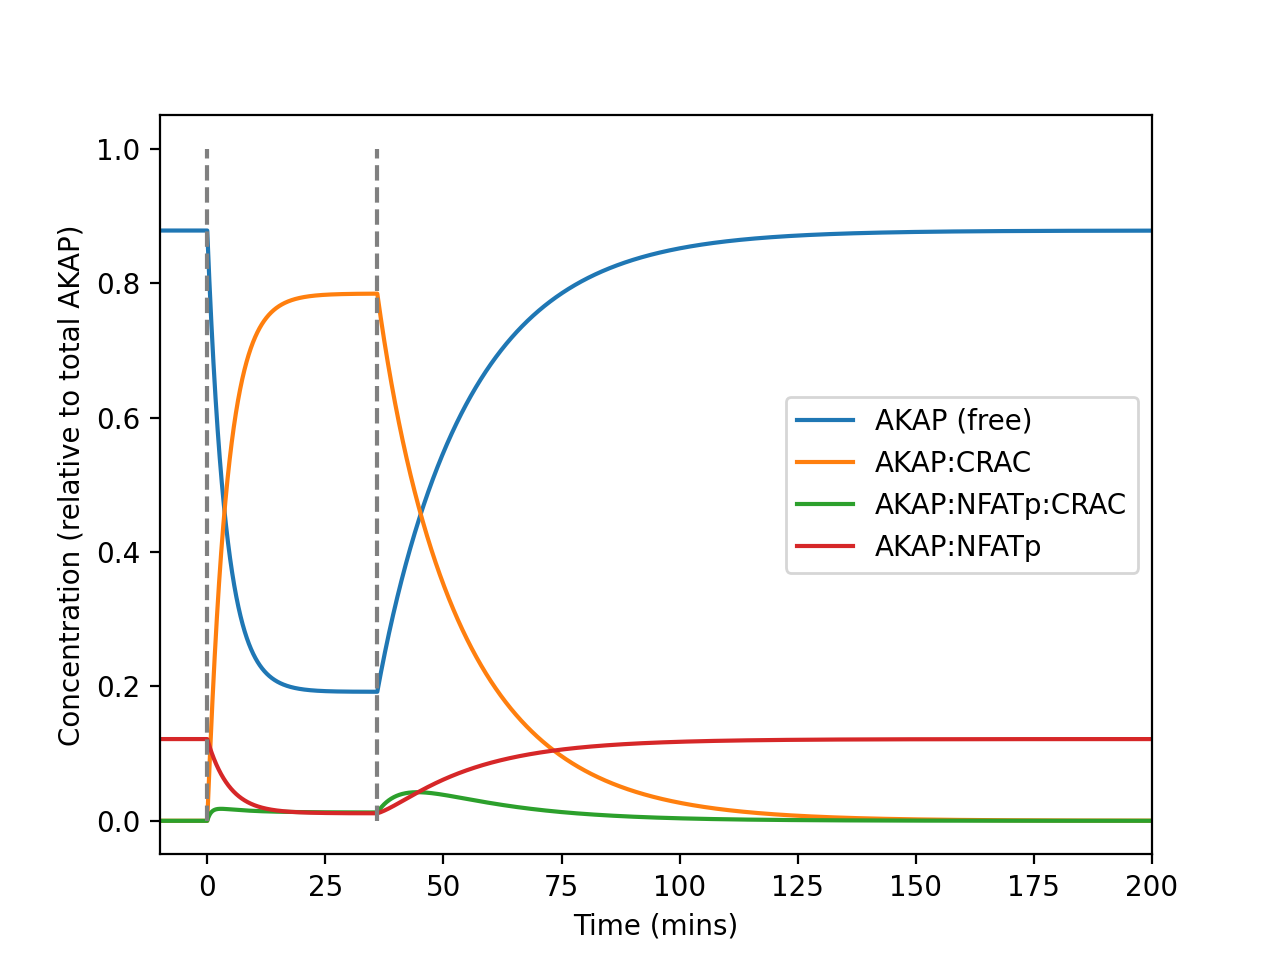 Concentration (relative to total AKAP)
1.0
0.8
0.6
0.4
0.2
0.0
AKAP (free)
AKAP:CRAC
AKAP:NFATp:CRAC
AKAP:NFATp
0 25 50 75 100 125 150 175 200
Time (mins)